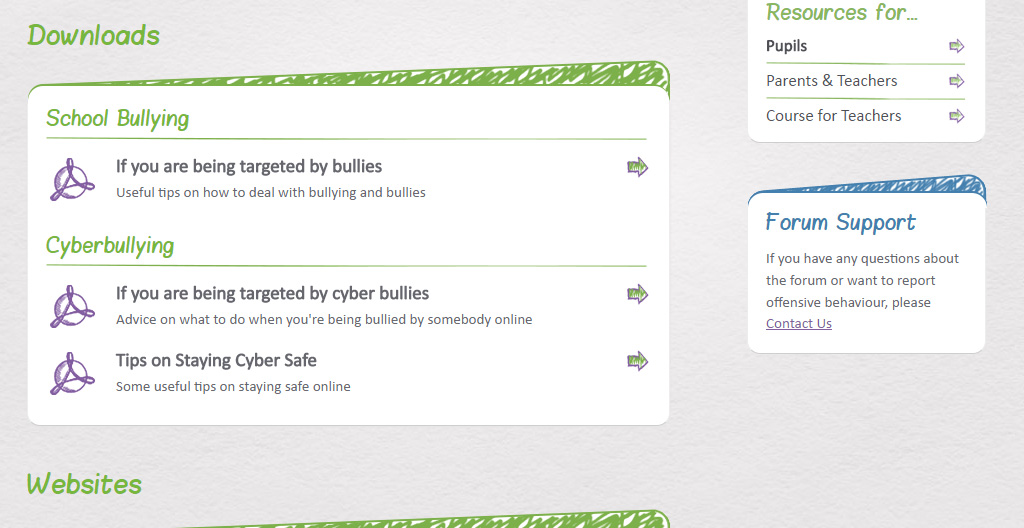 Downloads
School Bullying
If you are being targeted by bullies
Useful tips on how to deal with bullying and bullies
Cyberbullying
If you are being targeted by cyber bullies
Advice on what to do when you're being bullied by somebody online
Tips on Staying Cyber Safe
Some useful tips on staying safe online
Websites
Resources for...
Pupils
Parents & Teachers
Course for Teachers
Forum Support
If you have any questions about
the forum or want to report
offensive behaviour, please
Contact Us